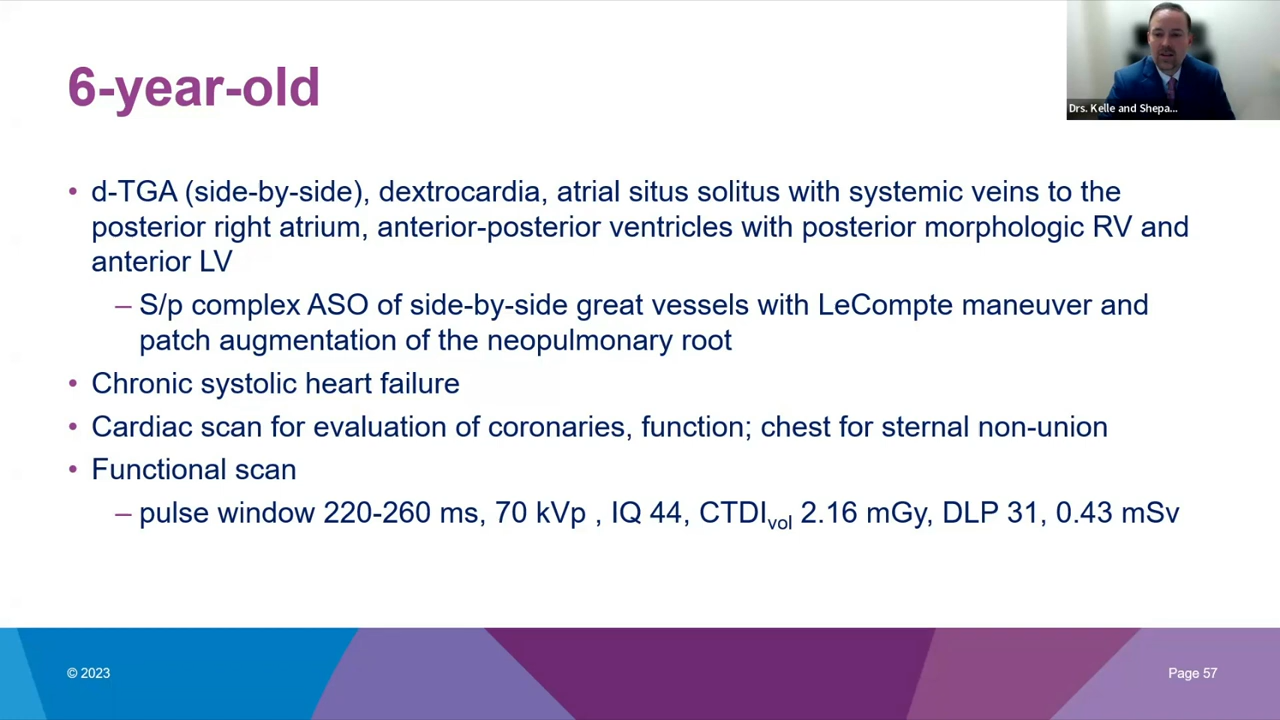 6-year-old
Drs. Kelle and Shepa...
• d-TGA (side-by-side), dextrocardia, atrial situs solitus with systemic veins to the
posterior right atrium, anterior-posterior ventricles with posterior morphologic RV and
anterior LV
– S/p complex ASO of side-by-side great vessels with LeCompte maneuver and
patch augmentation of the neopulmonary root
• Chronic systolic heart failure
• Cardiac scan for evaluation of coronaries, function; chest for sternal non-union
• Functional scan
– pulse window 220-260 ms, 70 kVp , IQ 44, CTDIvol 2.16 mGy, DLP 31, 0.43 mSv
© 2023
Page 57